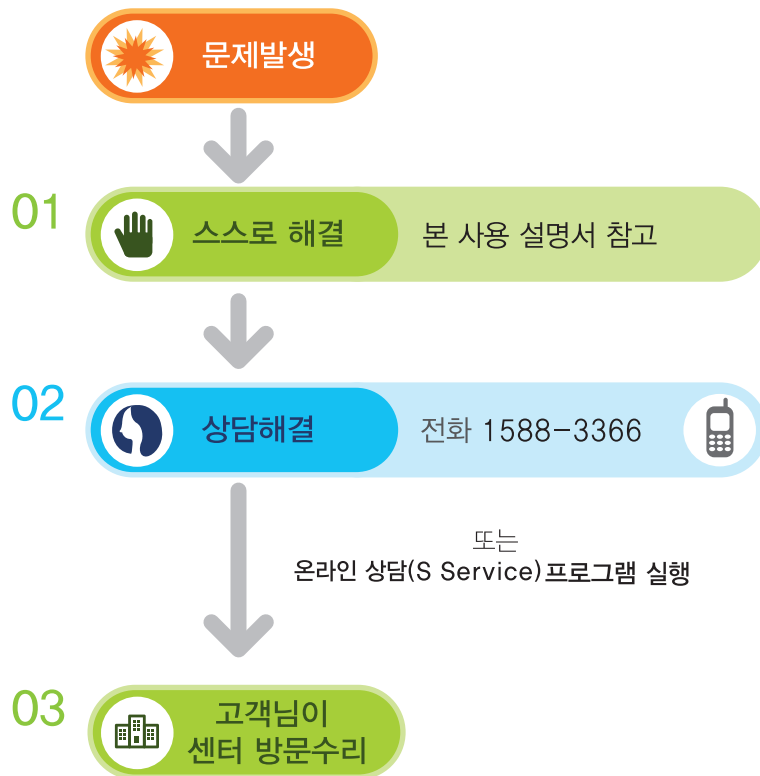 문제발생
01
스스로 해결
본 사용 설명서 참고
02
상담해결
전화 1588-3366
또는
온라인 상담(S Service)프로그램 실행
03
고객님이
센터 방문수리